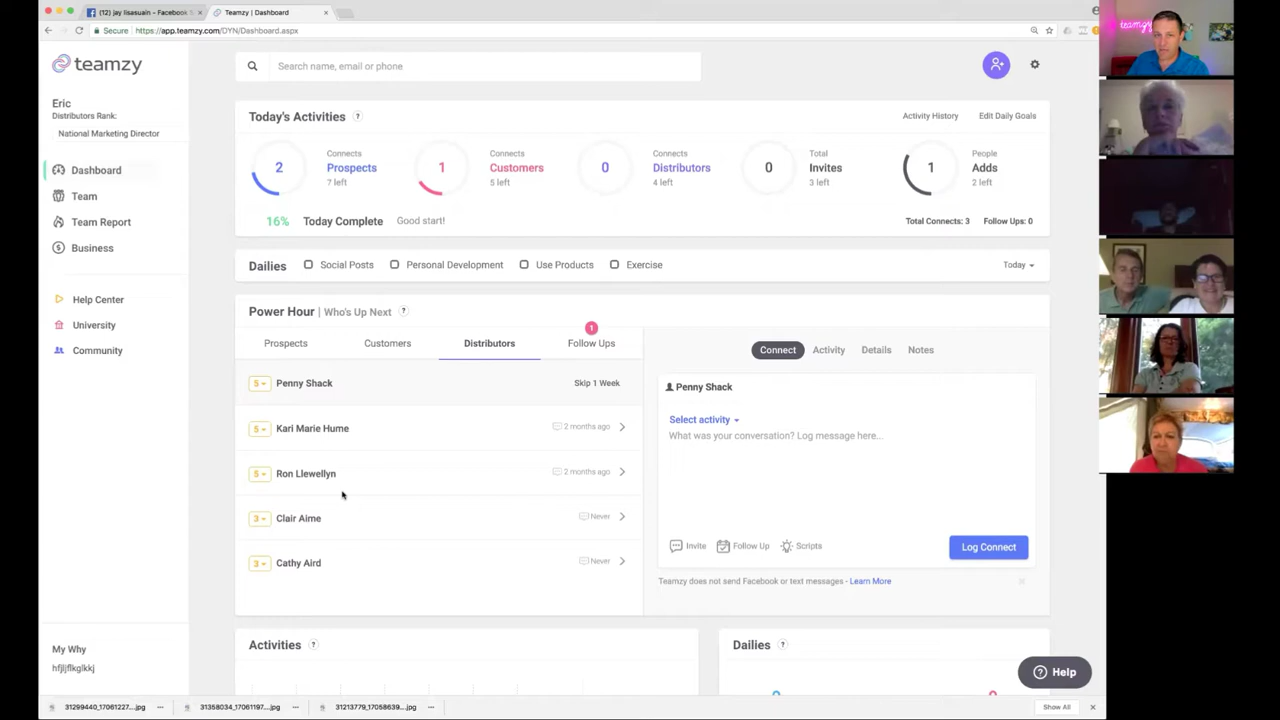 (12) jay lisasuain - Facebook S
Teamzy | Dashboard
Secure https://app.teamzy.com/DYN/Dashboard.aspx
teamzy
Search name, email or phone
Eric
Distributors Rank:
National Marketing Director
Dashboard
Team
Team Report
Business
Help Center
University
Community
My Why
hfjljflkglkkj
Today's Activities ?
Activity History
Edit Daily Goals
2 Connects Prospects 7 left
1 Connects Customers 5 left
0 Connects Distributors 4 left
0 Total Invites 3 left
1 People Adds 2 left
16% Today Complete Good start!
Total Connects: 3 Follow Ups: 0
Dailies Social Posts Personal Development Use Products Exercise Today
Power Hour | Who's Up Next ?
Prospects Customers Distributors Follow Ups 1
5 Penny Shack Skip 1 Week
5 Kari Marie Hume 2 months ago
5 Ron Llewellyn 2 months ago
3 Clair Aime Never
3 Cathy Aird Never
Connect Activity Details Notes
Penny Shack
Select activity
What was your conversation? Log message here...
Invite Follow Up Scripts Log Connect
Teamzy does not send Facebook or text messages - Learn More
Activities ?
Dailies ?
Help
31299440_17061227....jpg 31358034_17061197....jpg 31213779_17058639....jpg Show All
teamzy